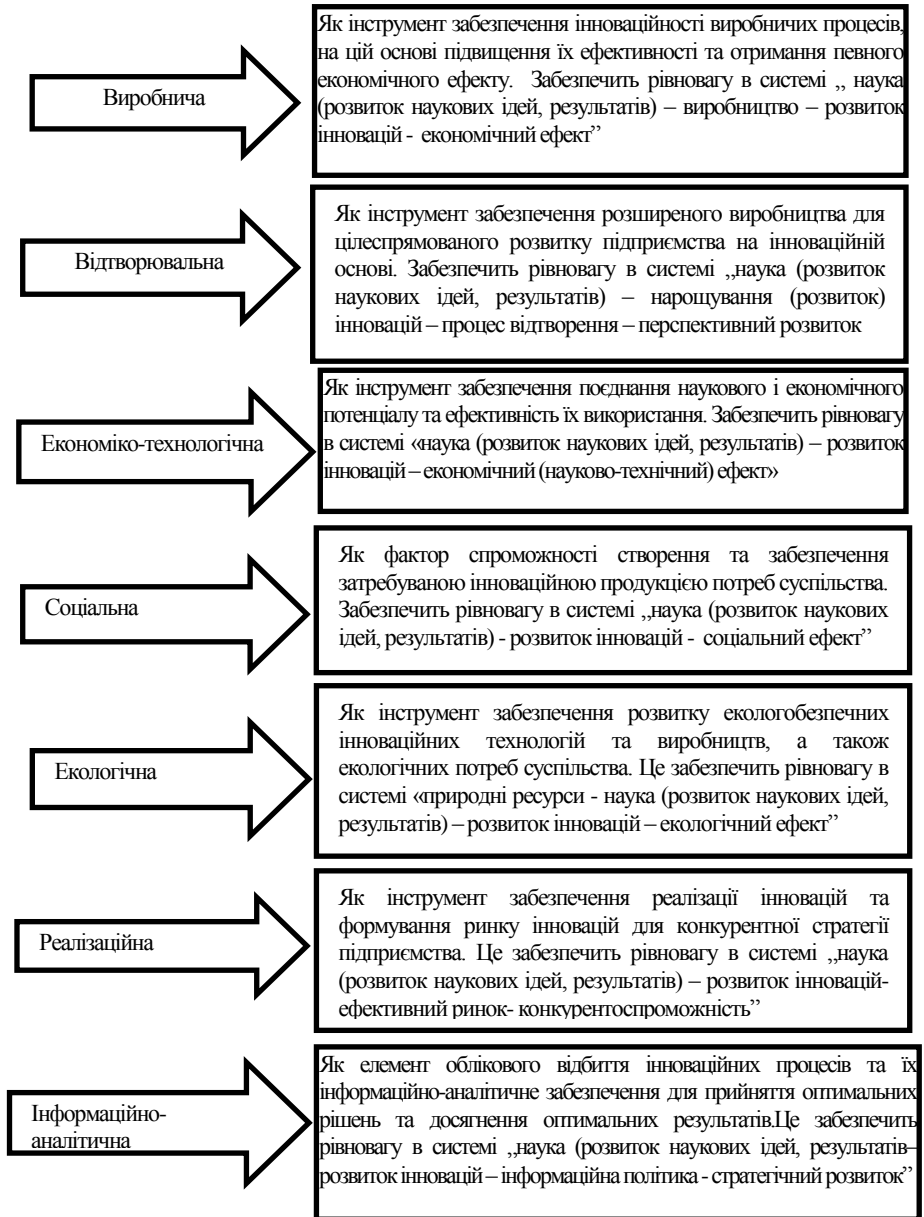 Виробнича
Як інструмент забезпечення інноваційності виробничих процесів,
на цій основі підвищення їх ефективності та отримання певного
економічного ефекту. Забезпечить рівновагу в системі „ наука
(розвиток наукових ідей, результатів) – виробництво – розвиток
інновацій - економічний ефект”
Відтворювальна
Як інструмент забезпечення розширеного виробництва для
цілеспрямованого розвитку підприємства на інноваційній
основі. Забезпечить рівновагу в системі „наука (розвиток
наукових ідей, результатів) – нарощування (розвиток)
інновацій – процес відтворення – перспективний розвиток
Економіко-технологічна
Як інструмент забезпечення поєднання наукового і економічного
потенціалу та ефективність їх використання. Забезпечить рівновагу
в системі «наука (розвиток наукових ідей, результатів) – розвиток
інновацій – економічний (науково-технічний) ефект»
Соціальна
Як фактор спроможності створення та забезпечення
затребуваною інноваційною продукцією потреб суспільства.
Забезпечить рівновагу в системі „наука (розвиток наукових
ідей, результатів) - розвиток інновацій - соціальний ефект”
Екологічна
Як інструмент забезпечення розвитку екологобезпечних
інноваційних технологій та виробництв, а також
екологічних потреб суспільства. Це забезпечить рівновагу в
системі «природні ресурси - наука (розвиток наукових ідей,
результатів) – розвиток інновацій – екологічний ефект”
Реалізаційна
Як інструмент забезпечення реалізації інновацій та
формування ринку інновацій для конкурентної стратегії
підприємства. Це забезпечить рівновагу в системі „наука
(розвиток наукових ідей, результатів) – розвиток інновацій-
ефективний ринок- конкурентоспроможність”
Інформаційно-
аналітична
Як елемент облікового відбиття інноваційних процесів та їх
інформаційно-аналітичне забезпечення для прийняття оптимальних
рішень та досягнення оптимальних результатів.Це забезпечить
рівновагу в системі „наука (розвиток наукових ідей, результатів–
розвиток інновацій – інформаційна політика - стратегічний розвиток”